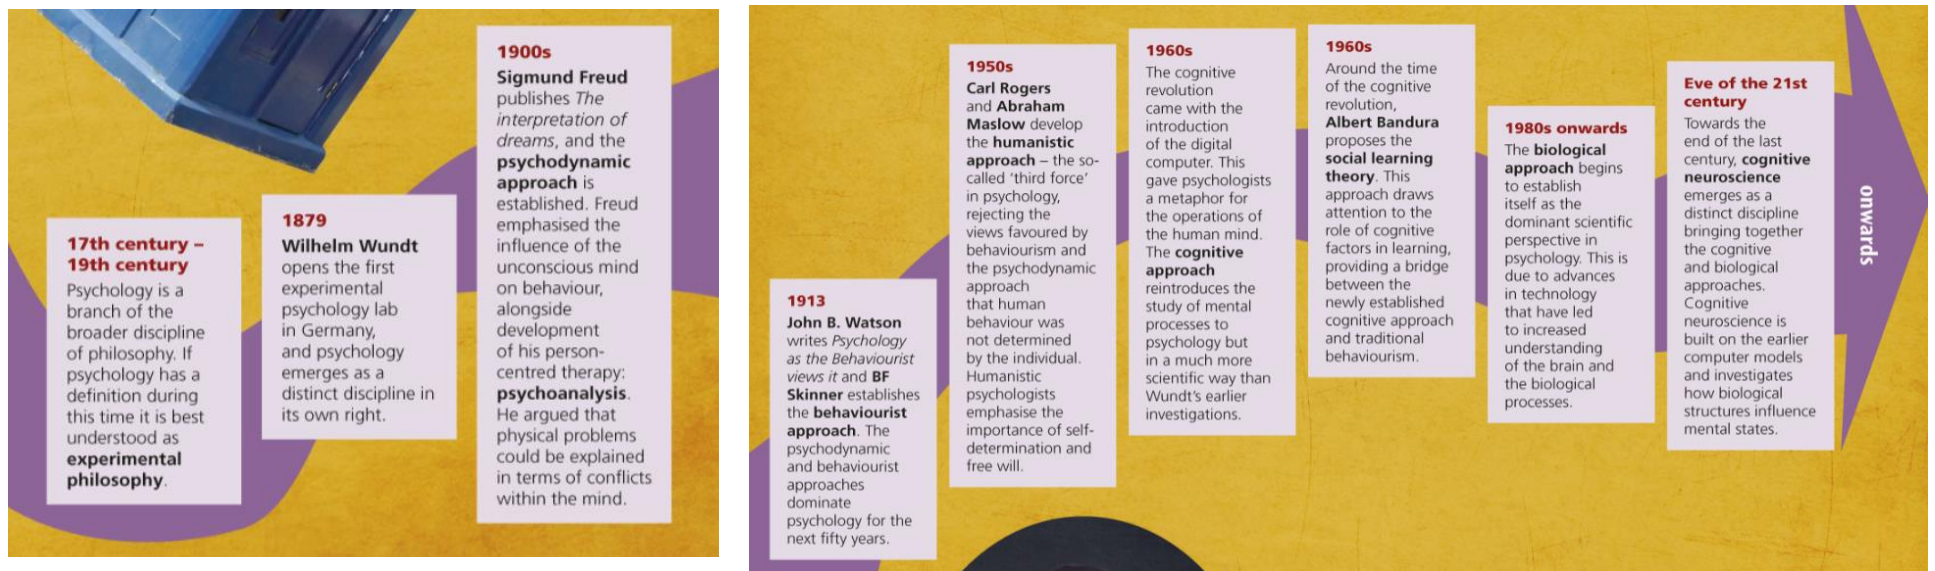 17th century –
19th century
Psychology is a
branch of the
broader discipline
of philosophy. If
psychology has a
definition during
this time it is best
understood as
experimental
philosophy.
1879
Wilhelm Wundt
opens the first
experimental
psychology lab
in Germany,
and psychology
emerges as a
distinct discipline in
its own right.
1900s
Sigmund Freud
publishes The
interpretation of
dreams, and the
psychodynamic
approach is
established. Freud
emphasised the
influence of the
unconscious mind
on behaviour,
alongside
development
of his person-
centred therapy:
psychoanalysis.
He argued that
physical problems
could be explained
in terms of conflicts
within the mind.
1913
John B. Watson
writes Psychology
as the Behaviourist
views it and BF
Skinner establishes
the behaviourist
approach. The
psychodynamic
and behaviourist
approaches
dominate
psychology for the
next fifty years.
1950s
Carl Rogers
and Abraham
Maslow develop
the humanistic
approach – the so-
called ‘third force’
in psychology,
rejecting the
views favoured by
behaviourism and
the psychodynamic
approach
that human
behaviour was
not determined
by the individual.
Humanistic
psychologists
emphasise the
importance of self-
determination and
free will.
1960s
The cognitive
revolution
came with the
introduction
of the digital
computer. This
gave psychologists
a metaphor for
the operations of
the human mind.
The cognitive
approach
reintroduces the
study of mental
processes to
psychology but
in a much more
scientific way than
Wundt’s earlier
investigations.
1960s
Around the time
of the cognitive
revolution,
Albert Bandura
proposes the
social learning
theory. This
approach draws
attention to the
role of cognitive
factors in learning,
providing a bridge
between the
newly established
cognitive approach
and traditional
behaviourism.
1980s onwards
The biological
approach begins
to establish
itself as the
dominant scientific
perspective in
psychology. This is
due to advances
in technology
that have led
to increased
understanding
of the brain and
the biological
processes.
Eve of the 21st
century
Towards the
end of the last
century, cognitive
neuroscience
emerges as a
distinct discipline
bringing together
the cognitive
and biological
approaches.
Cognitive
neuroscience is
built on the earlier
computer models
and investigates
how biological
structures influence
mental states.
onwards